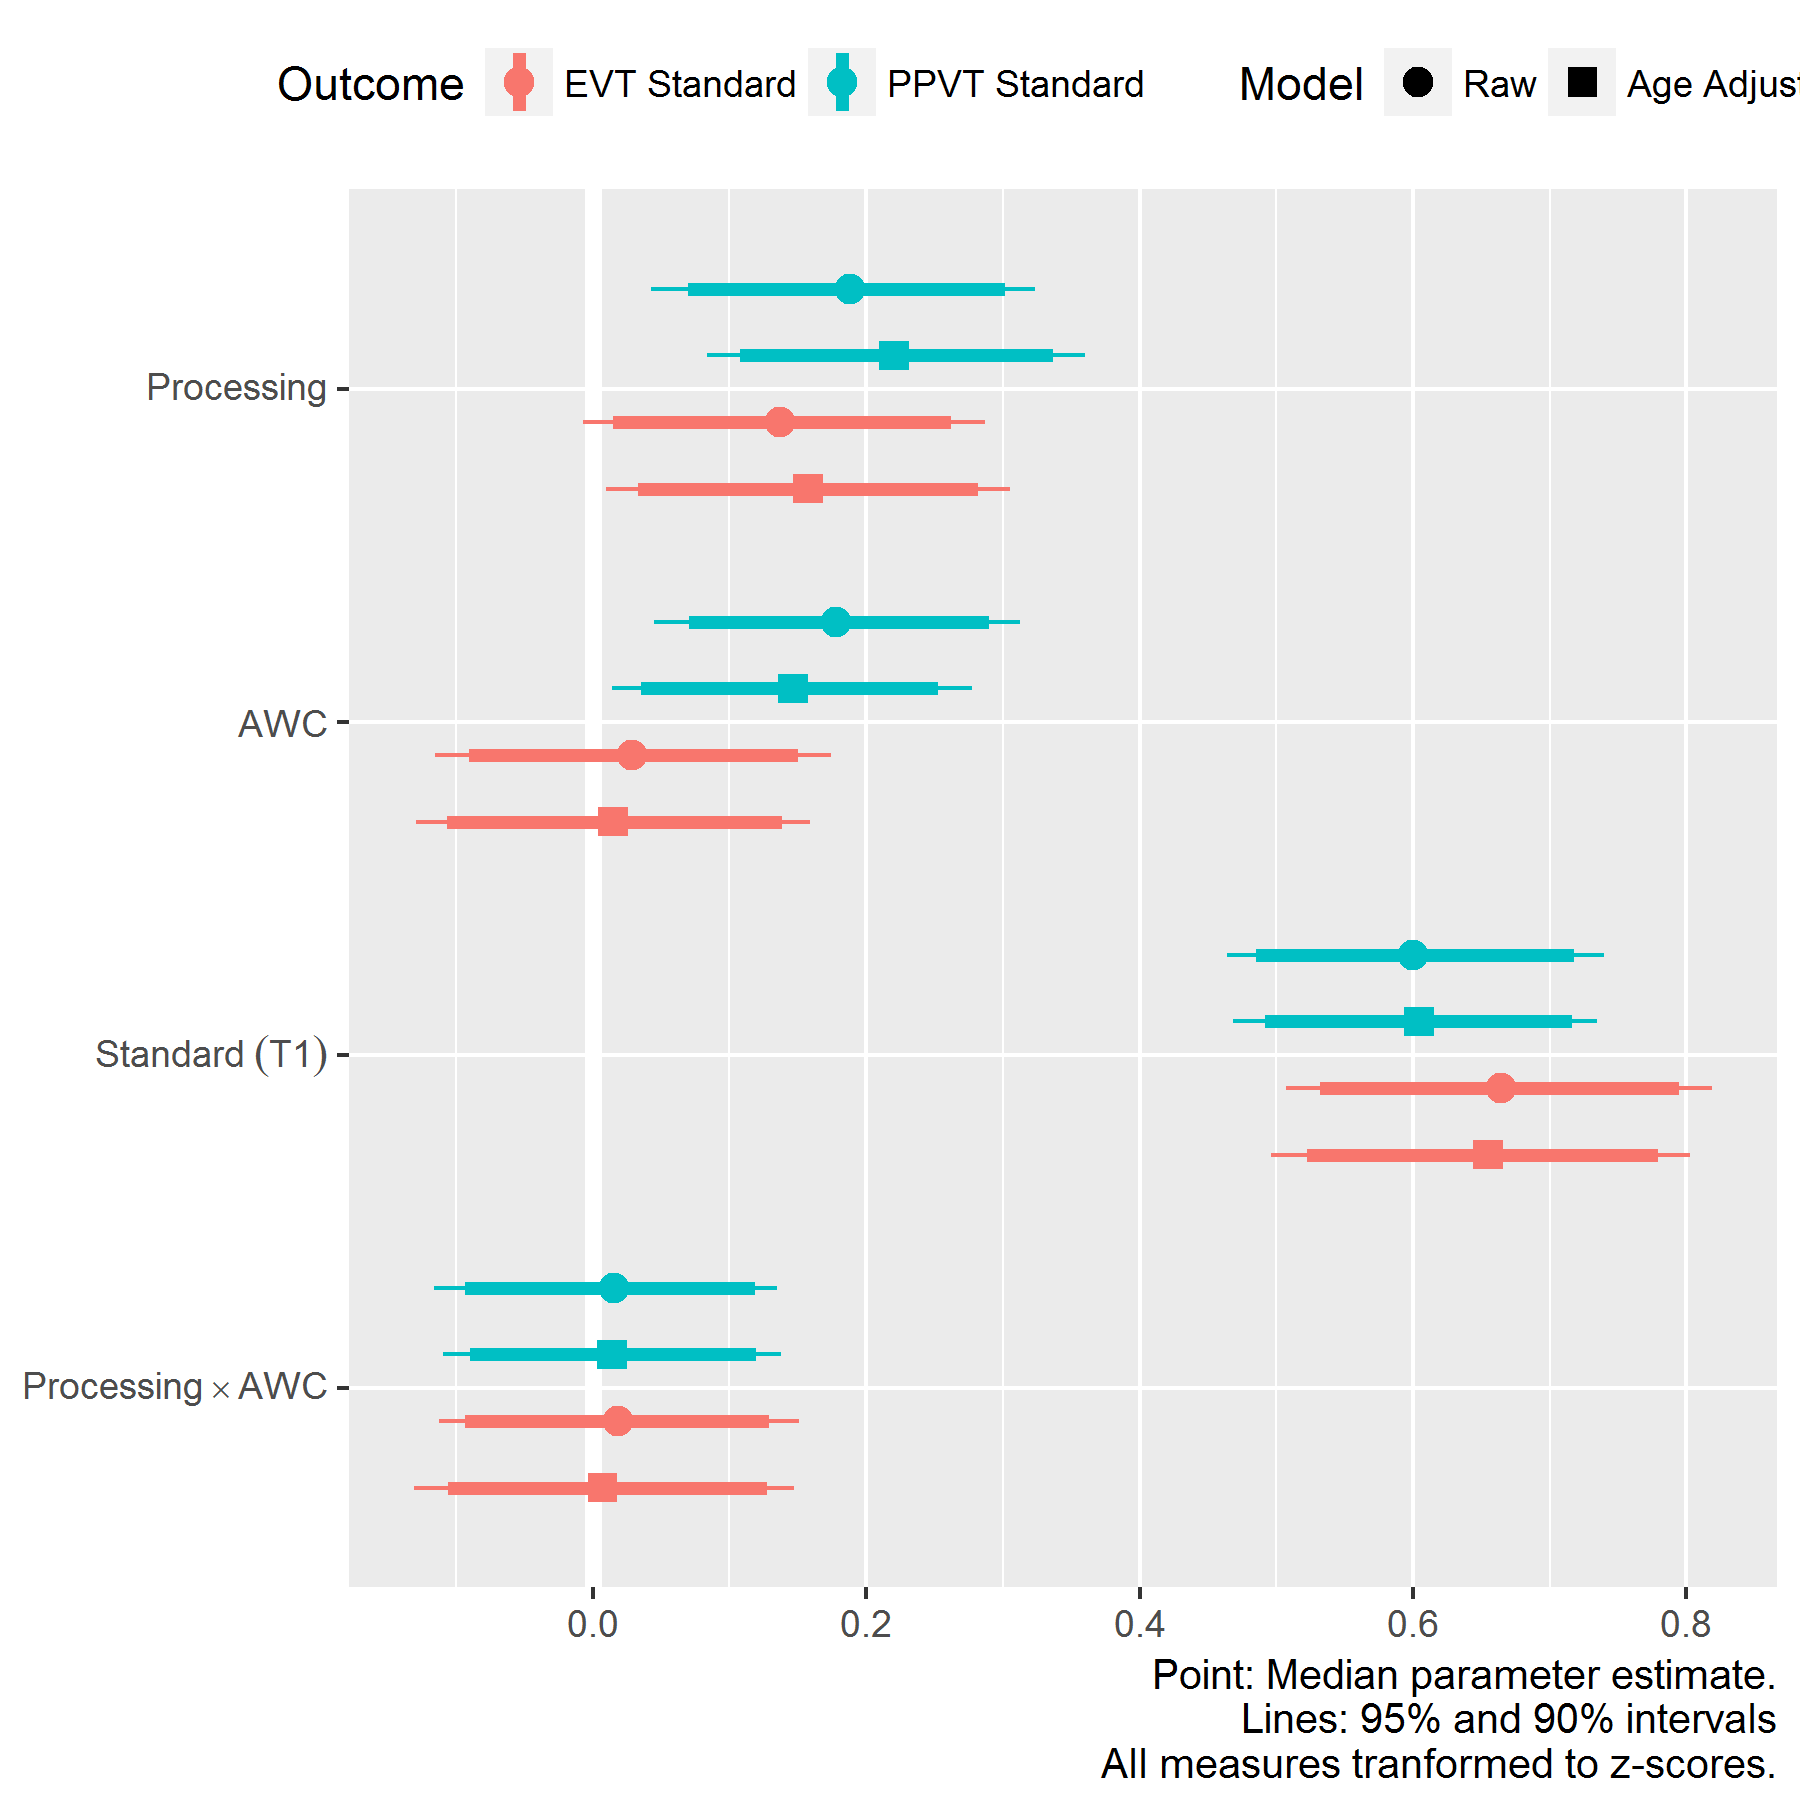 Outcome EVT Standard PPVT Standard Model Raw Age Adjust
Processing
AWC
Standard (T1)
Processing × AWC
0.0 0.2 0.4 0.6 0.8
Point: Median parameter estimate.
Lines: 95% and 90% intervals
All measures tranformed to z-scores.